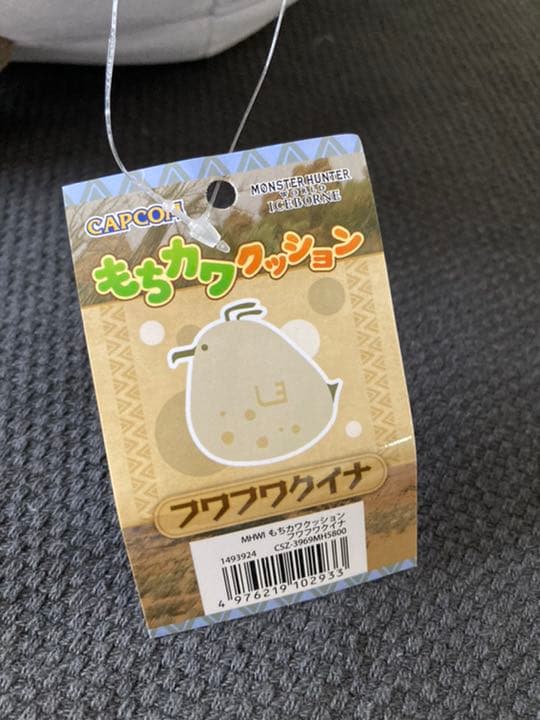 CAPCOM
MONSTER HUNTER
WORLD
ICEBORNE
もちカワクッション
フワフワクイナ
MHWI もちカワクッション
フワフワクイナ
1493924 CSZ-3969MH5800
4 976219 102933